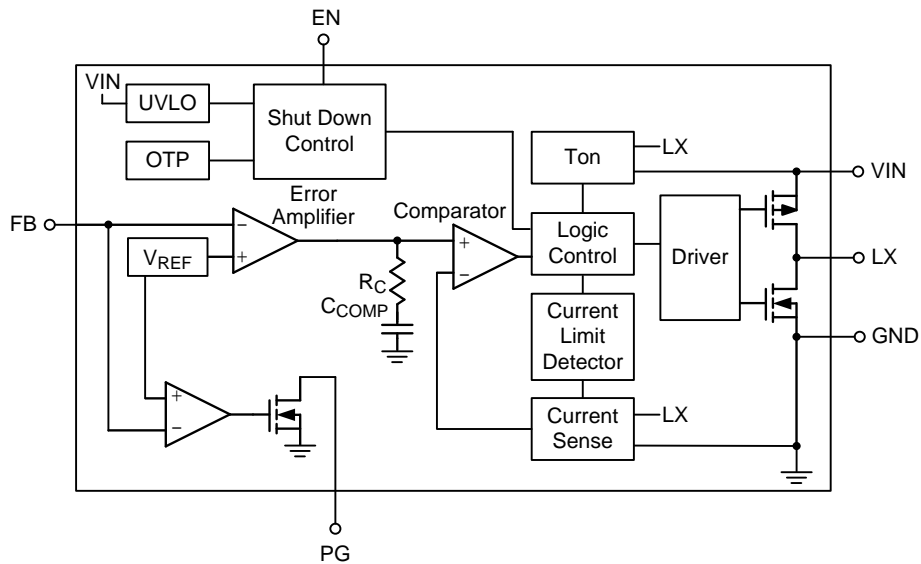 EN
VIN
UVLO
Shut Down
Control
OTP
Ton
LX
VIN
FB
Error
Amplifier
Comparator
−
+
VREF
+
−
Logic
Control
Driver
LX
RC
CCOMP
Current
Limit
Detector
GND
+
−
Current
Sense
LX
PG